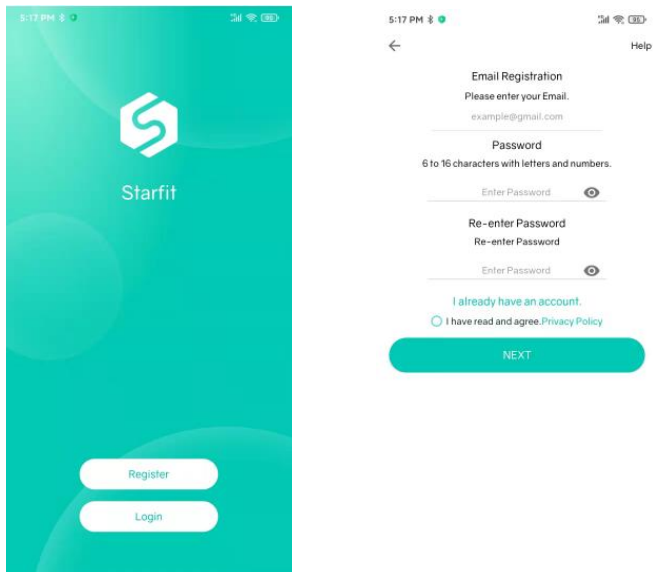 5:17 PM
95
Starfit
Register
Login
5:17 PM
95
Help
Email Registration
Please enter your Email.
example@gmail.com
Password
6 to 16 characters with letters and numbers.
Enter Password
Re-enter Password
Re-enter Password
Enter Password
I already have an account.
I have read and agree.Privacy Policy
NEXT